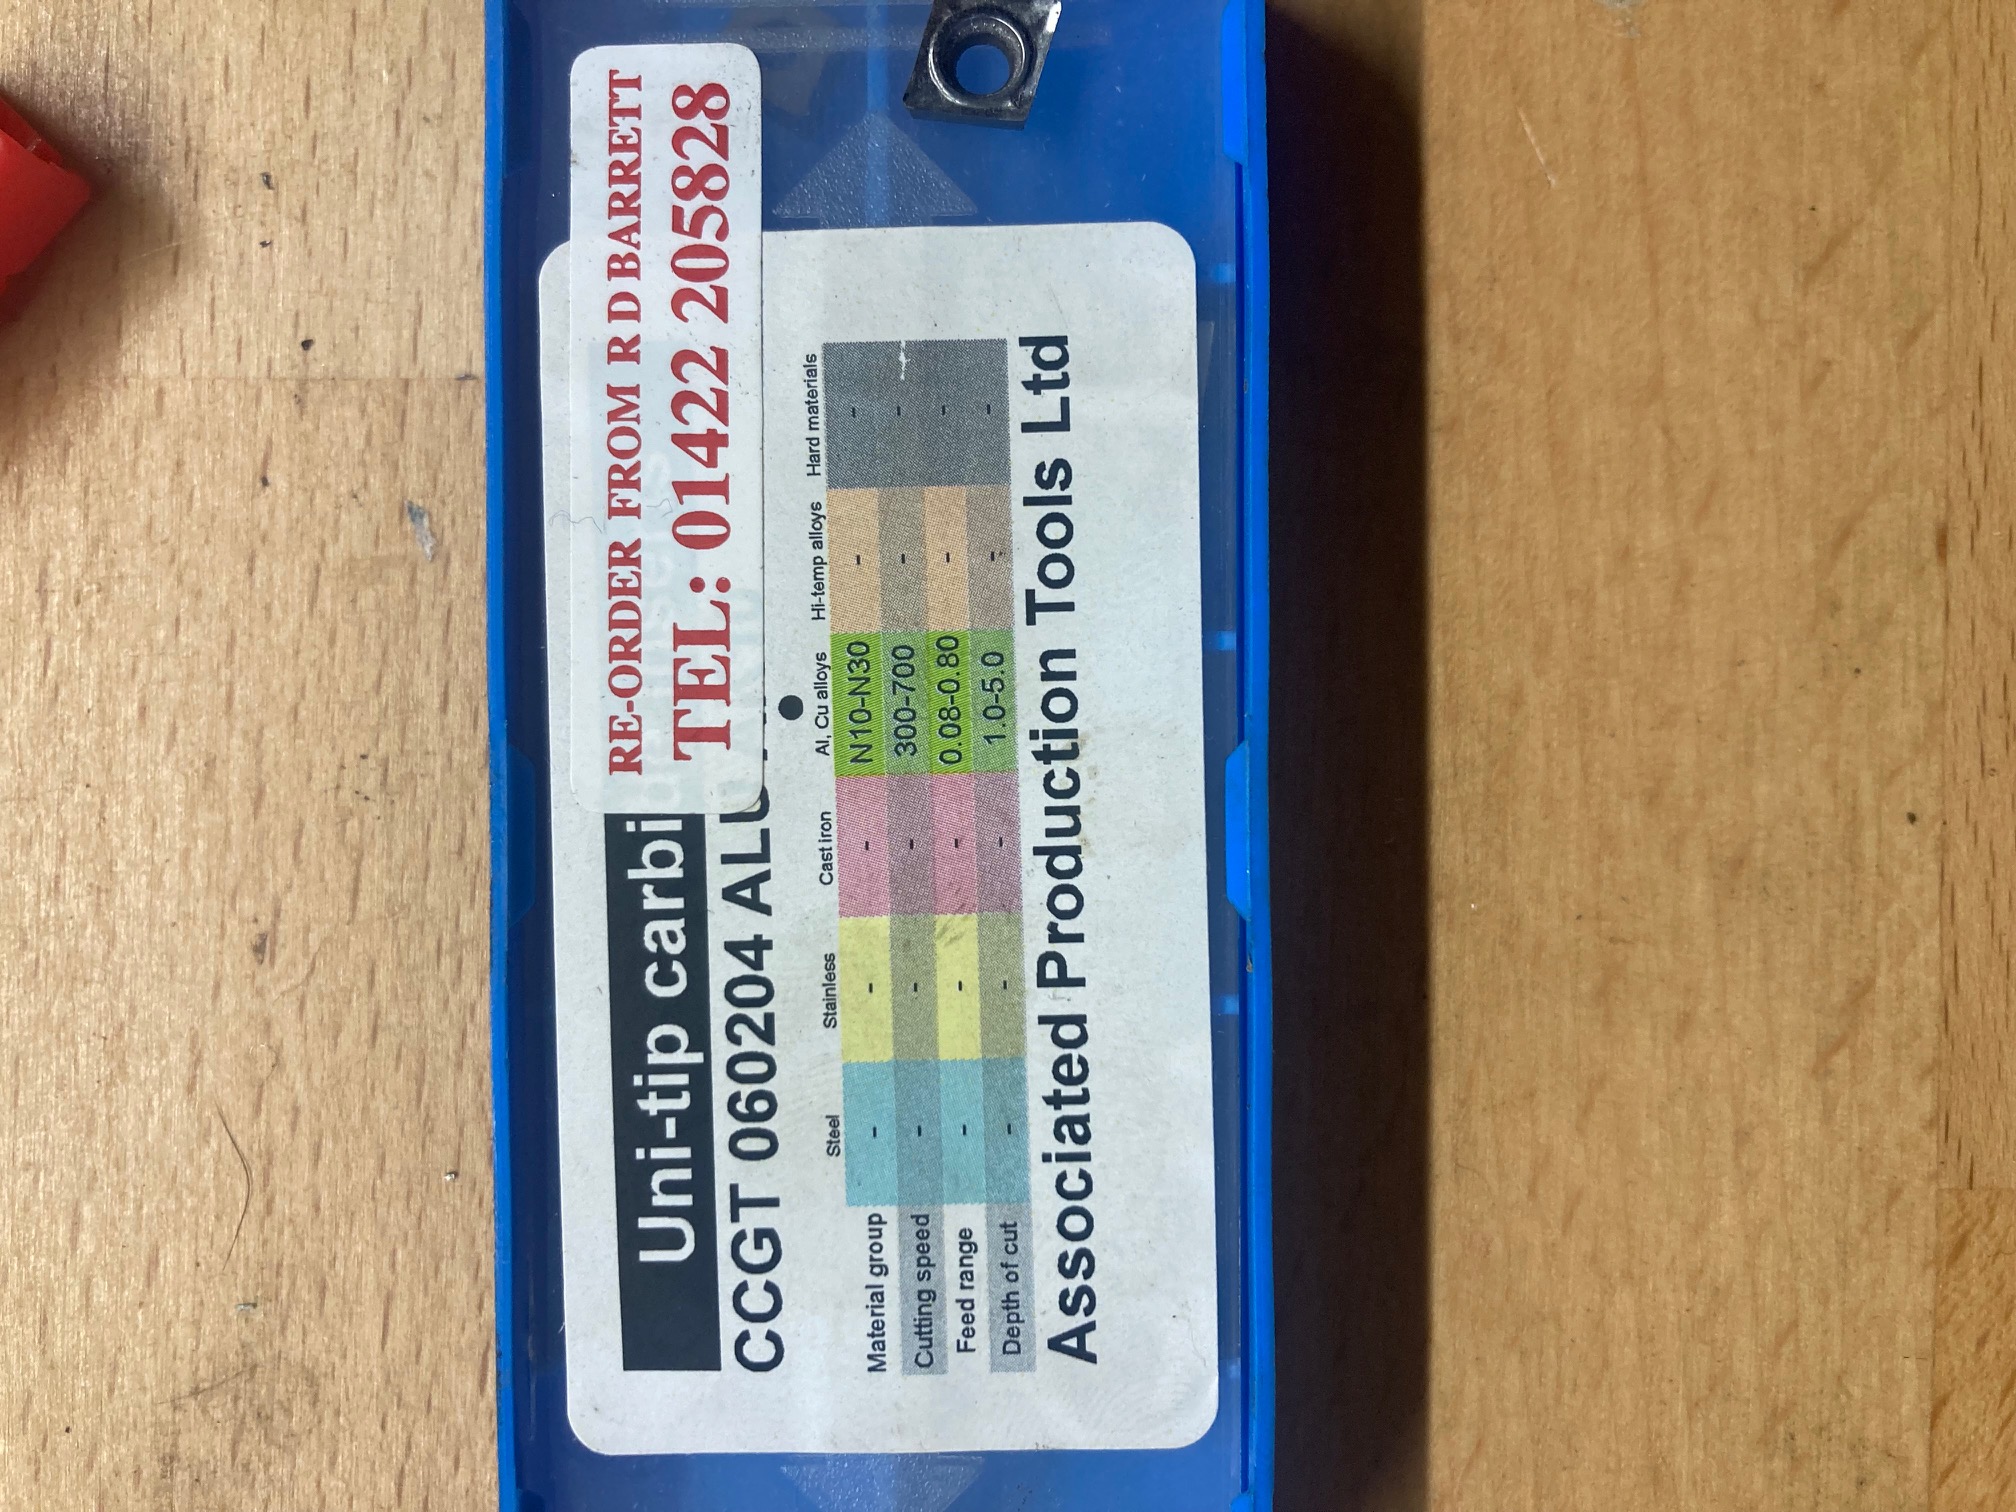 RE-ORDER FROM R D BARRETT
TEL: 01422 205828
Uni-tip
CCGT 060204
Steel Stainless Cast iron Al, Cu alloys Hi-temp alloys Hard materials
Material group - - - N10-N30 - -
Cutting speed - - - 300-700 - -
Feed range - - - 0.08-0.80 - -
Depth of cut - - - 1.0-5.0 - -
Associated Production Tools Ltd